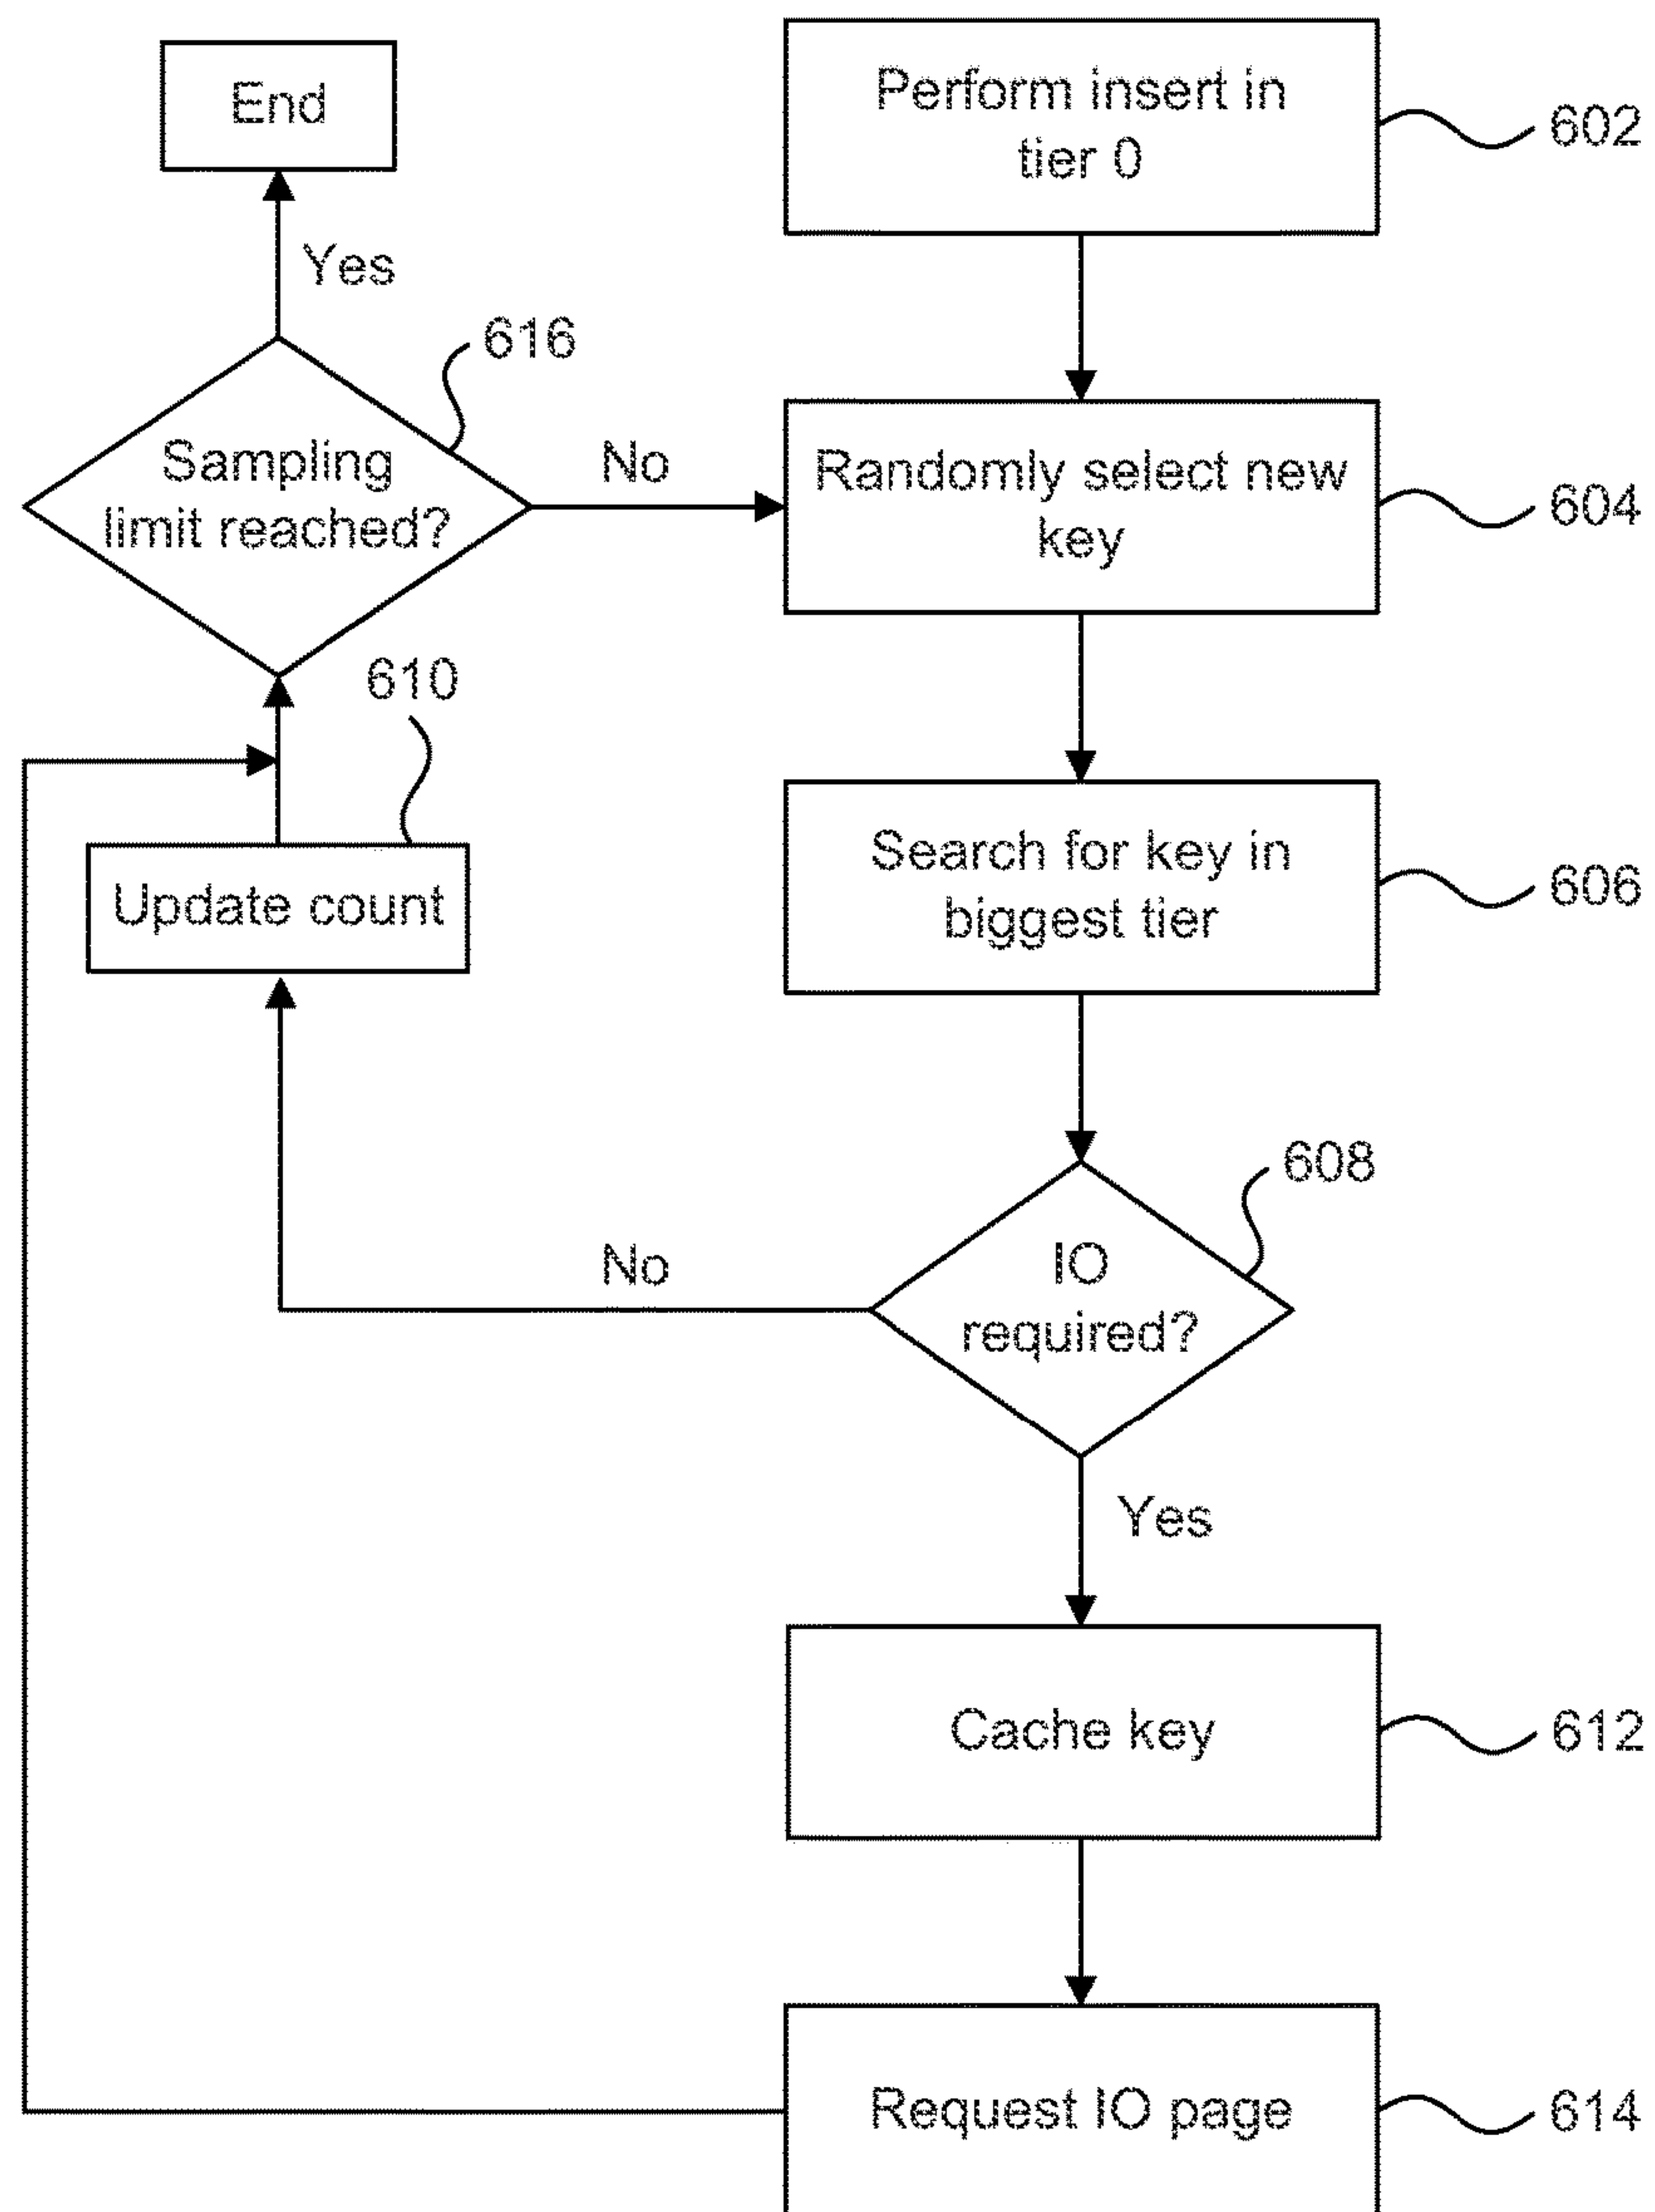 End
Perform insert in
tier 0
602
Yes
616
Sampling
limit reached?
No
Randomly select new
key
604
610
Update count
Search for key in
biggest tier
606
608
No
IO
required?
Yes
Cache key
612
Request IO page
614